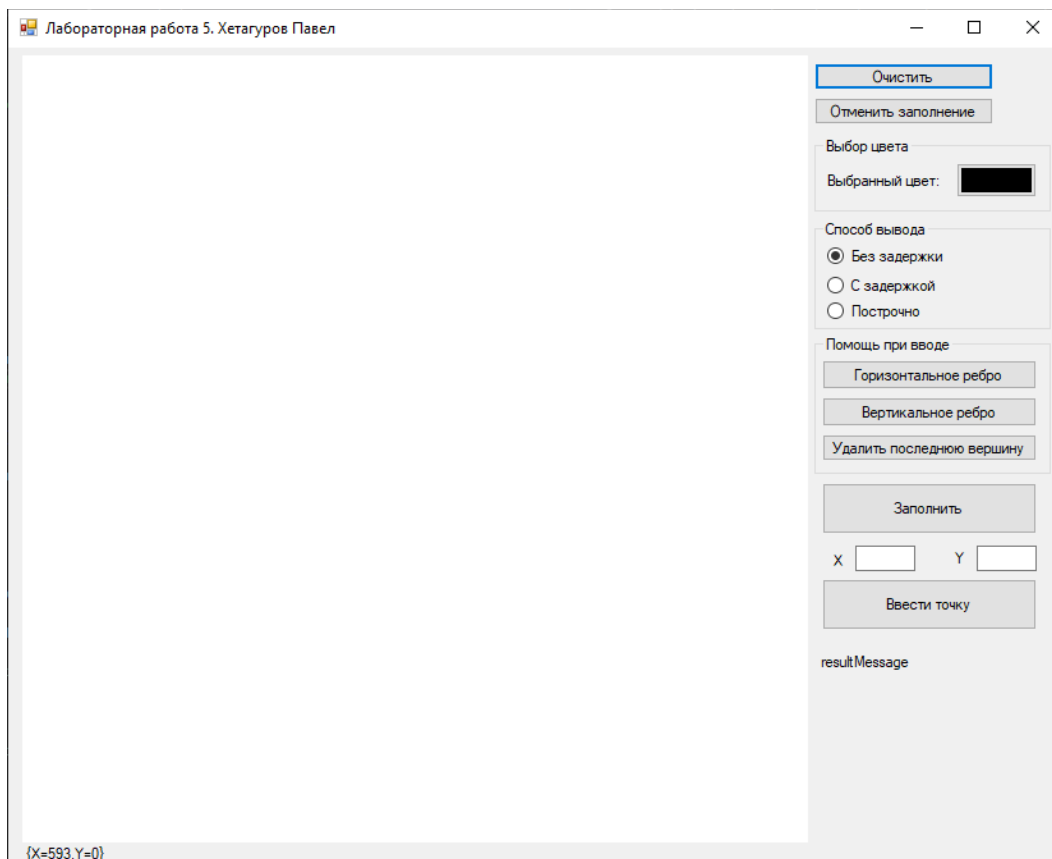 Лабораторная работа 5. Хетагуров Павел
Очистить
Отменить заполнение
Выбор цвета
Выбранный цвет:
Способ вывода
Без задержки
С задержкой
Построчно
Помощь при вводе
Горизонтальное ребро
Вертикальное ребро
Удалить последнюю вершину
Заполнить
X Y
Ввести точку
resultMessage
{X=593,Y=0}